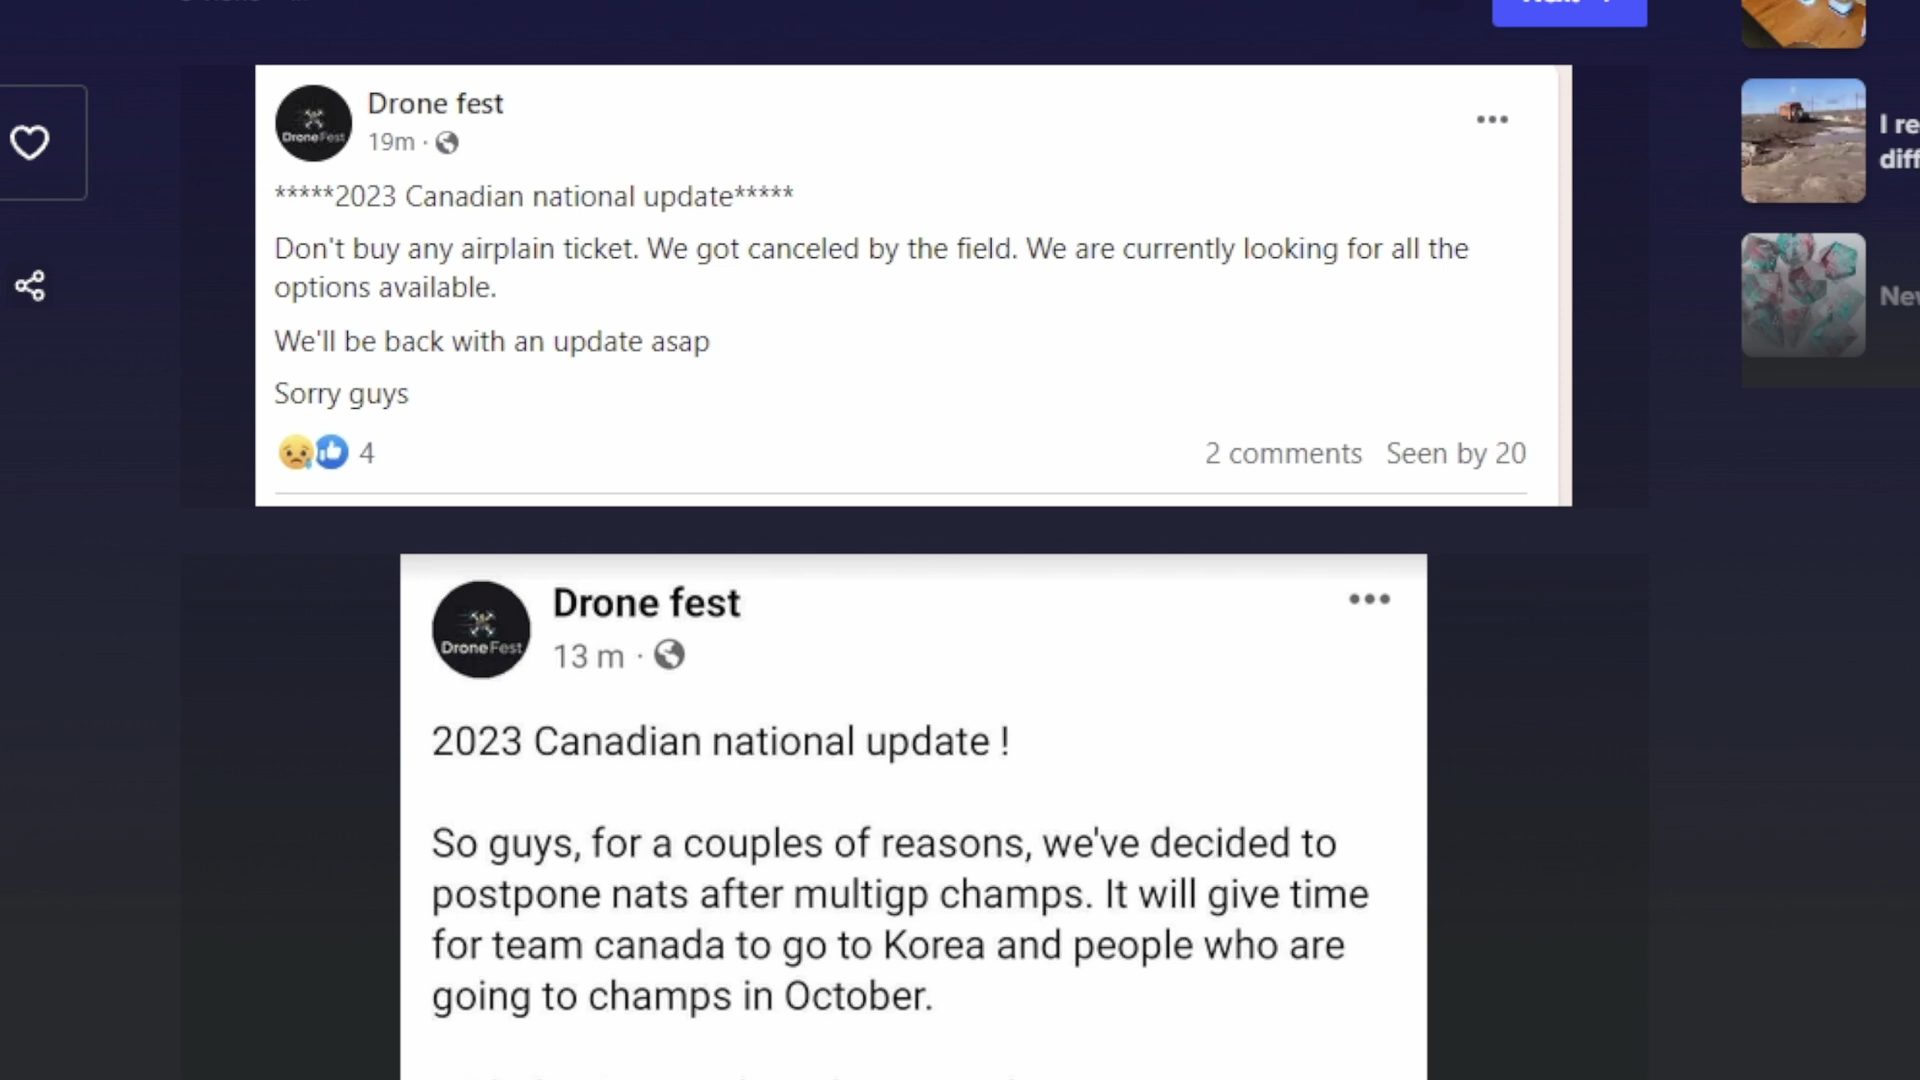 Drone fest
19m ·
DroneFest
*****2023 Canadian national update*****
Don't buy any airplain ticket. We got canceled by the field. We are currently looking for all the
options available.
We'll be back with an update asap
Sorry guys
4
2 comments Seen by 20
Drone fest
13 m ·
DroneFest
2023 Canadian national update !
So guys, for a couples of reasons, we've decided to
postpone nats after multigp champs. It will give time
for team canada to go to Korea and people who are
going to champs in October.
I re
diff